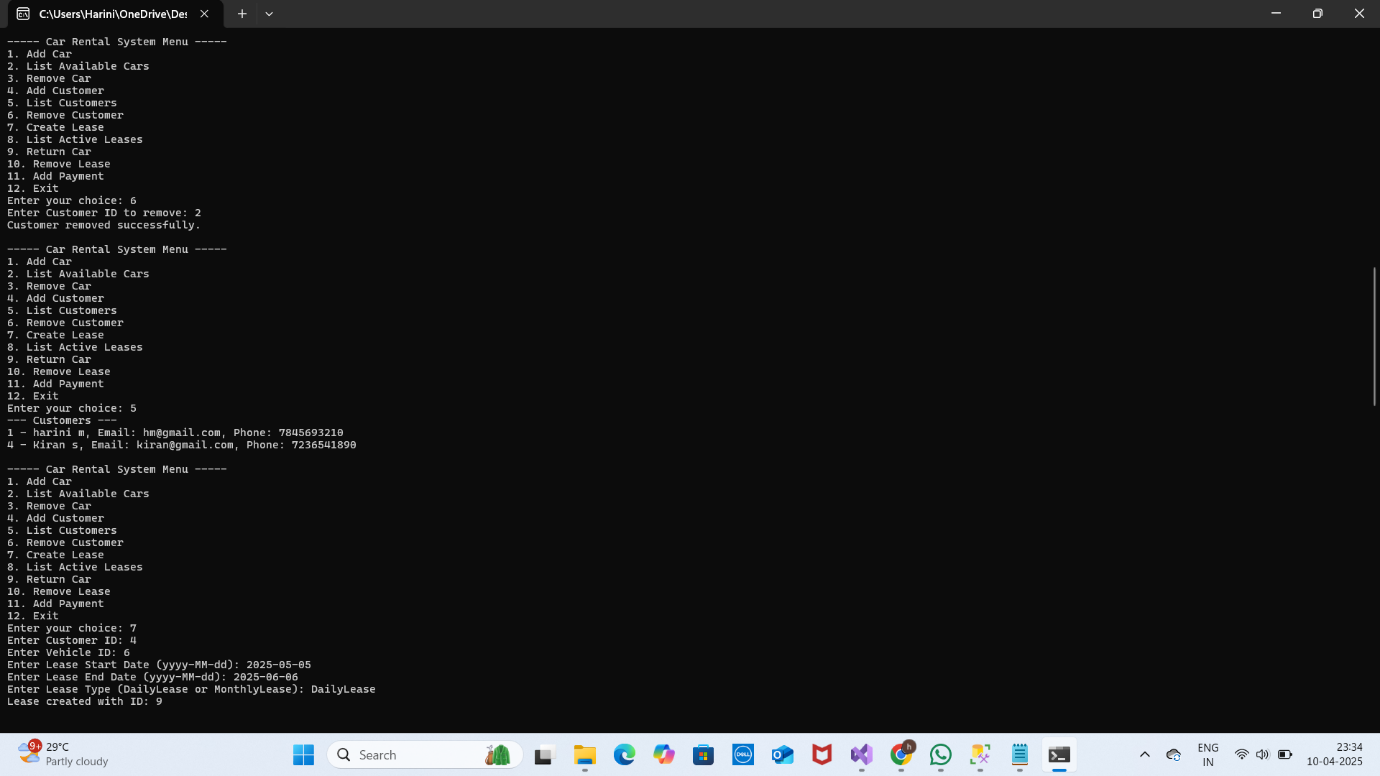 C:\Users\Harini\OneDrive\Des
----- Car Rental System Menu -----
1. Add Car
2. List Available Cars
3. Remove Car
4. Add Customer
5. List Customers
6. Remove Customer
7. Create Lease
8. List Active Leases
9. Return Car
10. Remove Lease
11. Add Payment
12. Exit
Enter your choice: 6
Enter Customer ID to remove: 2
Customer removed successfully.
----- Car Rental System Menu -----
1. Add Car
2. List Available Cars
3. Remove Car
4. Add Customer
5. List Customers
6. Remove Customer
7. Create Lease
8. List Active Leases
9. Return Car
10. Remove Lease
11. Add Payment
12. Exit
Enter your choice: 5
--- Customers ---
1 - harini m, Email: hm@gmail.com, Phone: 7845693210
4 - Kiran s, Email: kiran@gmail.com, Phone: 7236541890
----- Car Rental System Menu -----
1. Add Car
2. List Available Cars
3. Remove Car
4. Add Customer
5. List Customers
6. Remove Customer
7. Create Lease
8. List Active Leases
9. Return Car
10. Remove Lease
11. Add Payment
12. Exit
Enter your choice: 7
Enter Customer ID: 4
Enter Vehicle ID: 6
Enter Lease Start Date (yyyy-MM-dd): 2025-05-05
Enter Lease End Date (yyyy-MM-dd): 2025-06-06
Enter Lease Type (DailyLease or MonthlyLease): DailyLease
Lease created with ID: 9
9+
29°C
Partly cloudy
Search
DELL
h
ENG
IN
23:34
10-04-2025